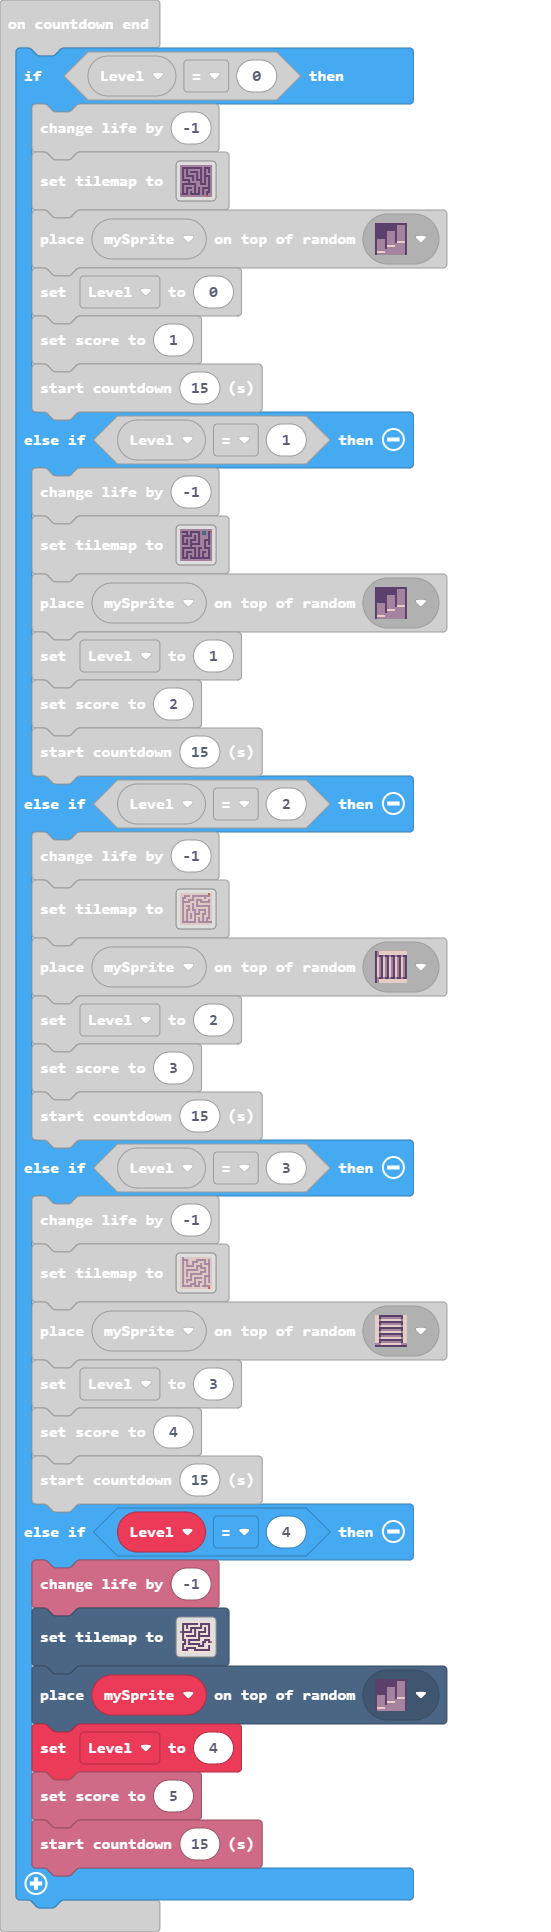 on countdown end
if Level = 0 then
change life by -1
set tilemap to
place mySprite on top of random
set Level to 0
set score to 1
start countdown 15 (s)
else if Level = 1 then
change life by -1
set tilemap to
place mySprite on top of random
set Level to 1
set score to 2
start countdown 15 (s)
else if Level = 2 then
change life by -1
set tilemap to
place mySprite on top of random
set Level to 2
set score to 3
start countdown 15 (s)
else if Level = 3 then
change life by -1
set tilemap to
place mySprite on top of random
set Level to 3
set score to 4
start countdown 15 (s)
else if Level = 4 then
change life by -1
set tilemap to
place mySprite on top of random
set Level to 4
set score to 5
start countdown 15 (s)